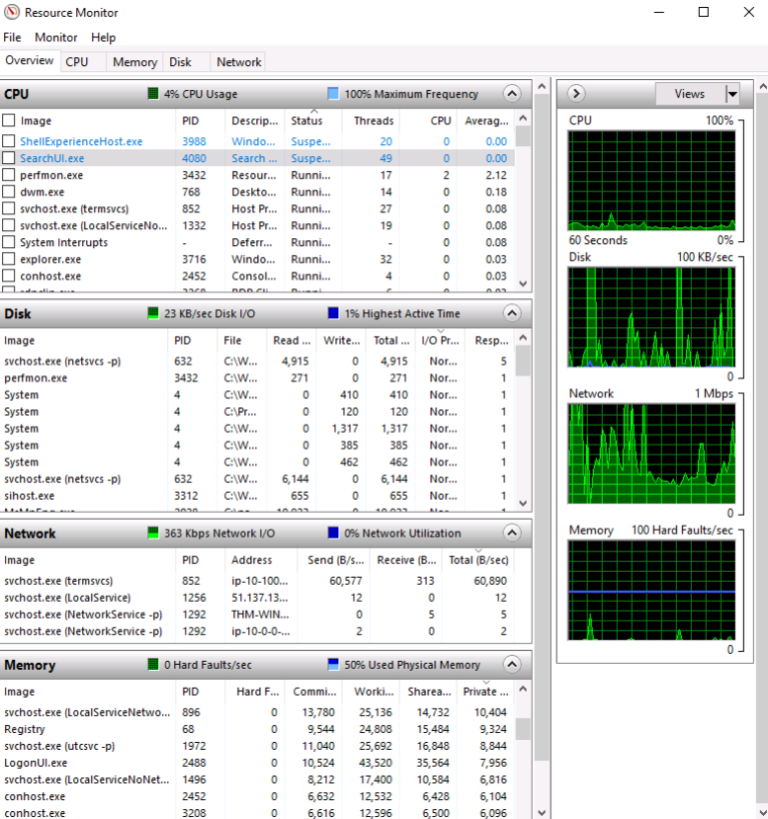 Resource Monitor
File Monitor Help
Overview CPU Memory Disk Network
CPU 4% CPU Usage 100% Maximum Frequency
Image PID Descrip... Status Threads CPU Averag...
ShellExperienceHost.exe 3988 Windo... Suspe... 20 0 0.00
SearchUI.exe 4080 Search ... Suspe... 49 0 0.00
perfmon.exe 3432 Resour... Runni... 17 2 2.12
dwm.exe 768 Deskto... Runni... 14 0 0.18
svchost.exe (termsvcs) 852 Host Pr... Runni... 27 0 0.08
svchost.exe (LocalServiceNo... 1332 Host Pr... Runni... 19 0 0.08
System Interrupts - Deferr... Runni... - 0 0.08
explorer.exe 3716 Windo... Runni... 32 0 0.03
conhost.exe 2452 Consol... Runni... 4 0 0.03
Disk 23 KB/sec Disk I/O 1% Highest Active Time
Image PID File Read ... Write... Total ... I/O Pr... Resp...
svchost.exe (netsvcs -p) 632 C:\W... 4,915 0 4,915 Nor... 5
perfmon.exe 3432 C:\W... 271 0 271 Nor... 1
System 4 C:\W... 0 410 410 Nor... 1
System 4 C:\Pr... 0 120 120 Nor... 1
System 4 C:\W... 0 1,317 1,317 Nor... 1
System 4 C:\W... 0 385 385 Nor... 1
System 4 C:\W... 0 462 462 Nor... 1
svchost.exe (netsvcs -p) 632 C:\W... 6,144 0 6,144 Nor... 1
sihost.exe 3312 C:\W... 655 0 655 Nor... 1
Network 363 Kbps Network I/O 0% Network Utilization
Image PID Address Send (B/s... Receive (B... Total (B/sec)
svchost.exe (termsvcs) 852 ip-10-100... 60,577 313 60,890
svchost.exe (LocalService) 1256 51.137.13... 12 0 12
svchost.exe (NetworkService -p) 1292 THM-WIN... 0 5 5
svchost.exe (NetworkService -p) 1292 ip-10-0-0-... 2 0 2
Memory 0 Hard Faults/sec 50% Used Physical Memory
Image PID Hard F... Commi... Worki... Sharea... Private ...
svchost.exe (LocalServiceNetwo... 896 0 13,780 25,136 14,732 10,404
Registry 68 0 9,544 24,808 15,484 9,324
svchost.exe (utcsvc -p) 1972 0 11,040 25,692 16,848 8,844
LogonUI.exe 2488 0 10,524 43,520 35,564 7,956
svchost.exe (LocalServiceNoNet... 1496 0 8,212 17,400 10,584 6,816
conhost.exe 2452 0 6,632 12,532 6,428 6,104
conhost.exe 3208 0 6,616 12,596 6,500 6,096
Views
CPU 100%
60 Seconds 0%
Disk 100 KB/sec
0
Network 1 Mbps
0
Memory 100 Hard Faults/sec
0